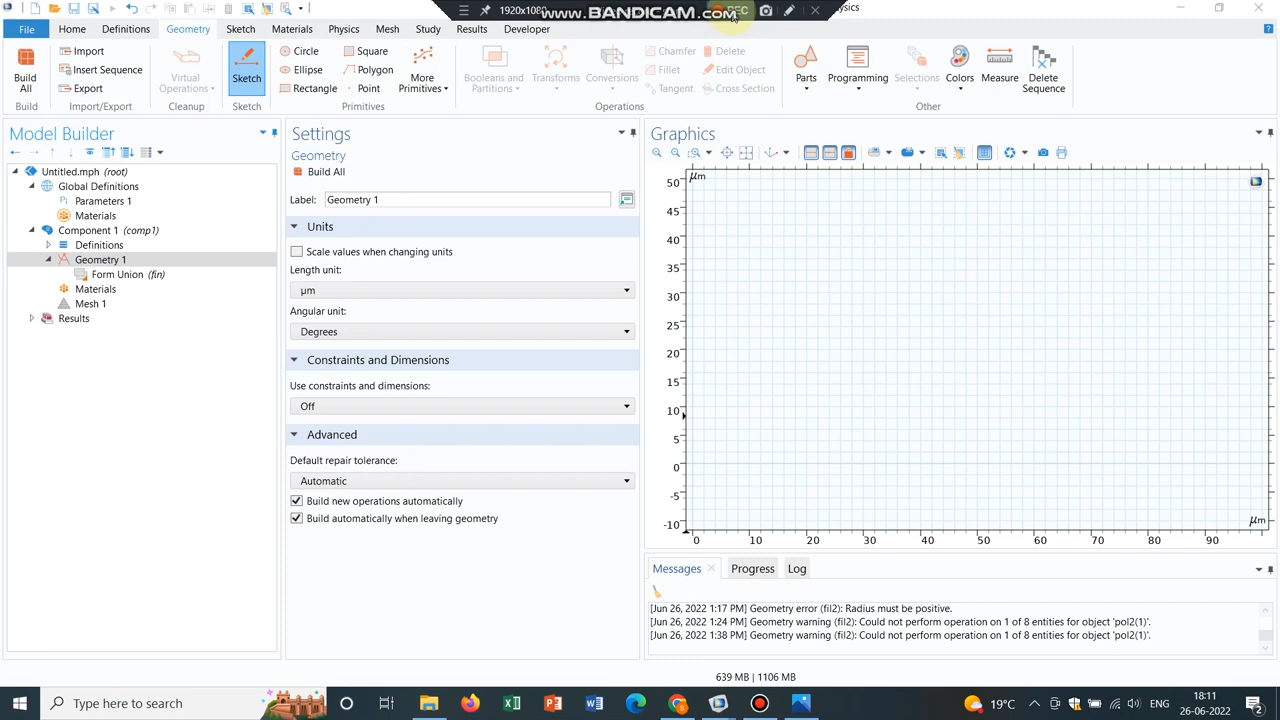 1920x1080
REC
www.BANDICAM.com
ysics
File
Home
Definitions
Geometry
Sketch
Materials
Physics
Mesh
Study
Results
Developer
Build All
Build
Import
Insert Sequence
Export
Import/Export
Virtual Operations
Cleanup
Sketch
Sketch
Circle
Ellipse
Rectangle
Square
Polygon
Point
More Primitives
Primitives
Booleans and Partitions
Transforms
Conversions
Chamfer
Fillet
Tangent
Delete
Edit Object
Cross Section
Operations
Parts
Programming
Selections
Colors
Measure
Delete Sequence
Other
Model Builder
Untitled.mph (root)
Global Definitions
Parameters 1
Materials
Component 1 (comp1)
Definitions
Geometry 1
Form Union (fin)
Materials
Mesh 1
Results
Settings
Geometry
Build All
Label: Geometry 1
Units
Scale values when changing units
Length unit:
µm
Angular unit:
Degrees
Constraints and Dimensions
Use constraints and dimensions:
Off
Advanced
Default repair tolerance:
Automatic
Build new operations automatically
Build automatically when leaving geometry
Graphics
µm
50
45
40
35
30
25
20
15
10
5
0
-5
-10
µm
0 10 20 30 40 50 60 70 80 90
Messages
Progress
Log
[Jun 26, 2022 1:17 PM] Geometry error (fil2): Radius must be positive.
[Jun 26, 2022 1:24 PM] Geometry warning (fil2): Could not perform operation on 1 of 8 entities for object 'pol2(1)'.
[Jun 26, 2022 1:38 PM] Geometry warning (fil2): Could not perform operation on 1 of 8 entities for object 'pol2(1)'.
639 MB | 1106 MB
Type here to search
19°C
ENG
18:11
26-06-2022
2